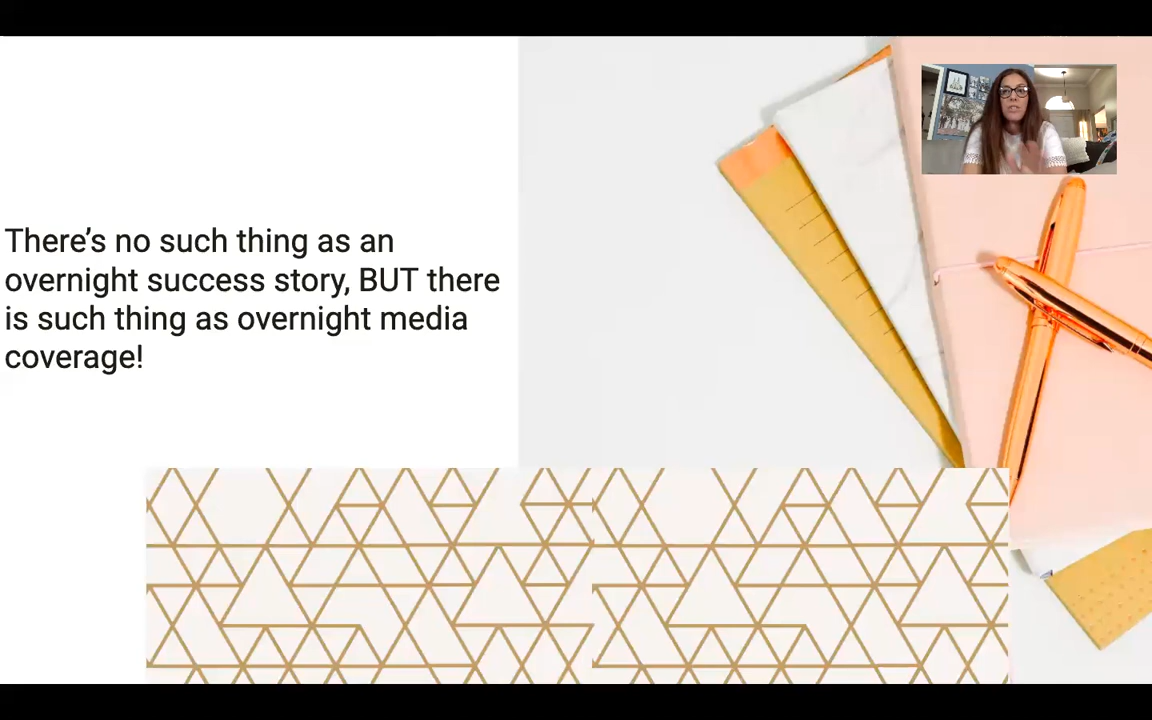 There’s no such thing as an
overnight success story, BUT there
is such thing as overnight media
coverage!